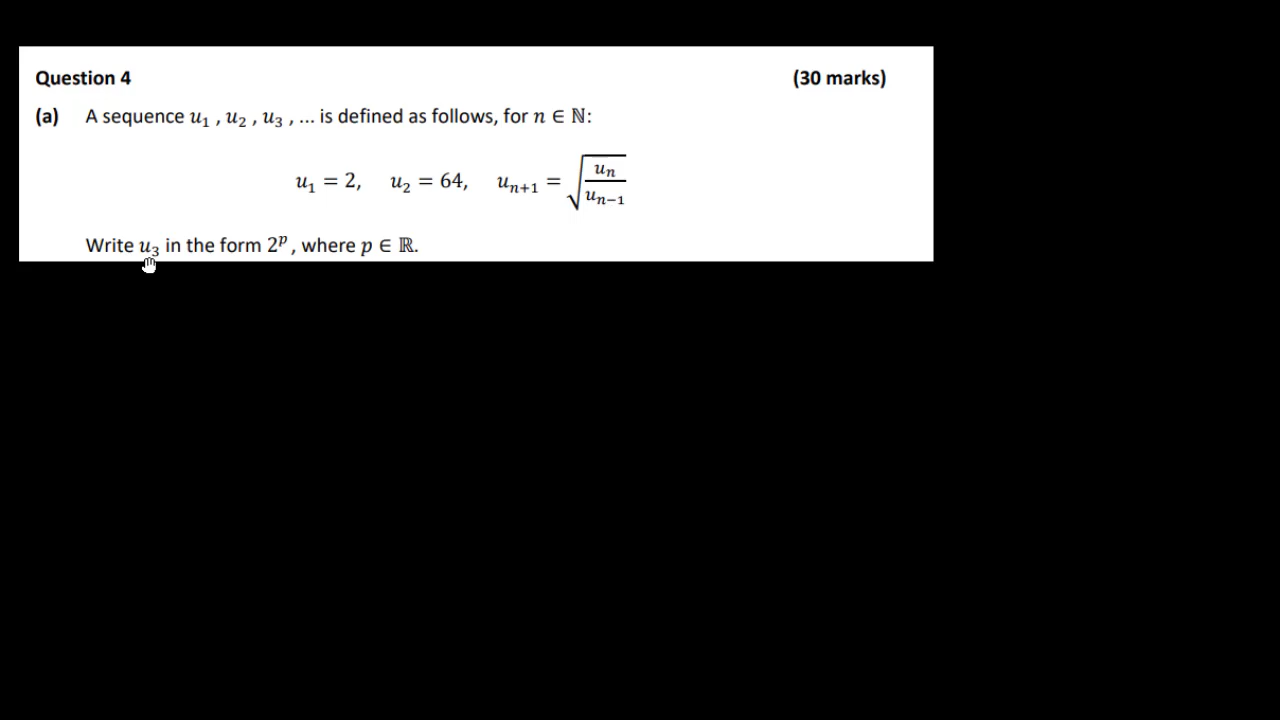 Question 4 (30 marks)
(a) A sequence u₁ , u₂ , u₃ , … is defined as follows, for n ∈ ℕ:
u₁ = 2, u₂ = 64, uₙ₊₁ = √(uₙ/uₙ₋₁)
Write u₃ in the form 2ᵖ , where p ∈ ℝ.